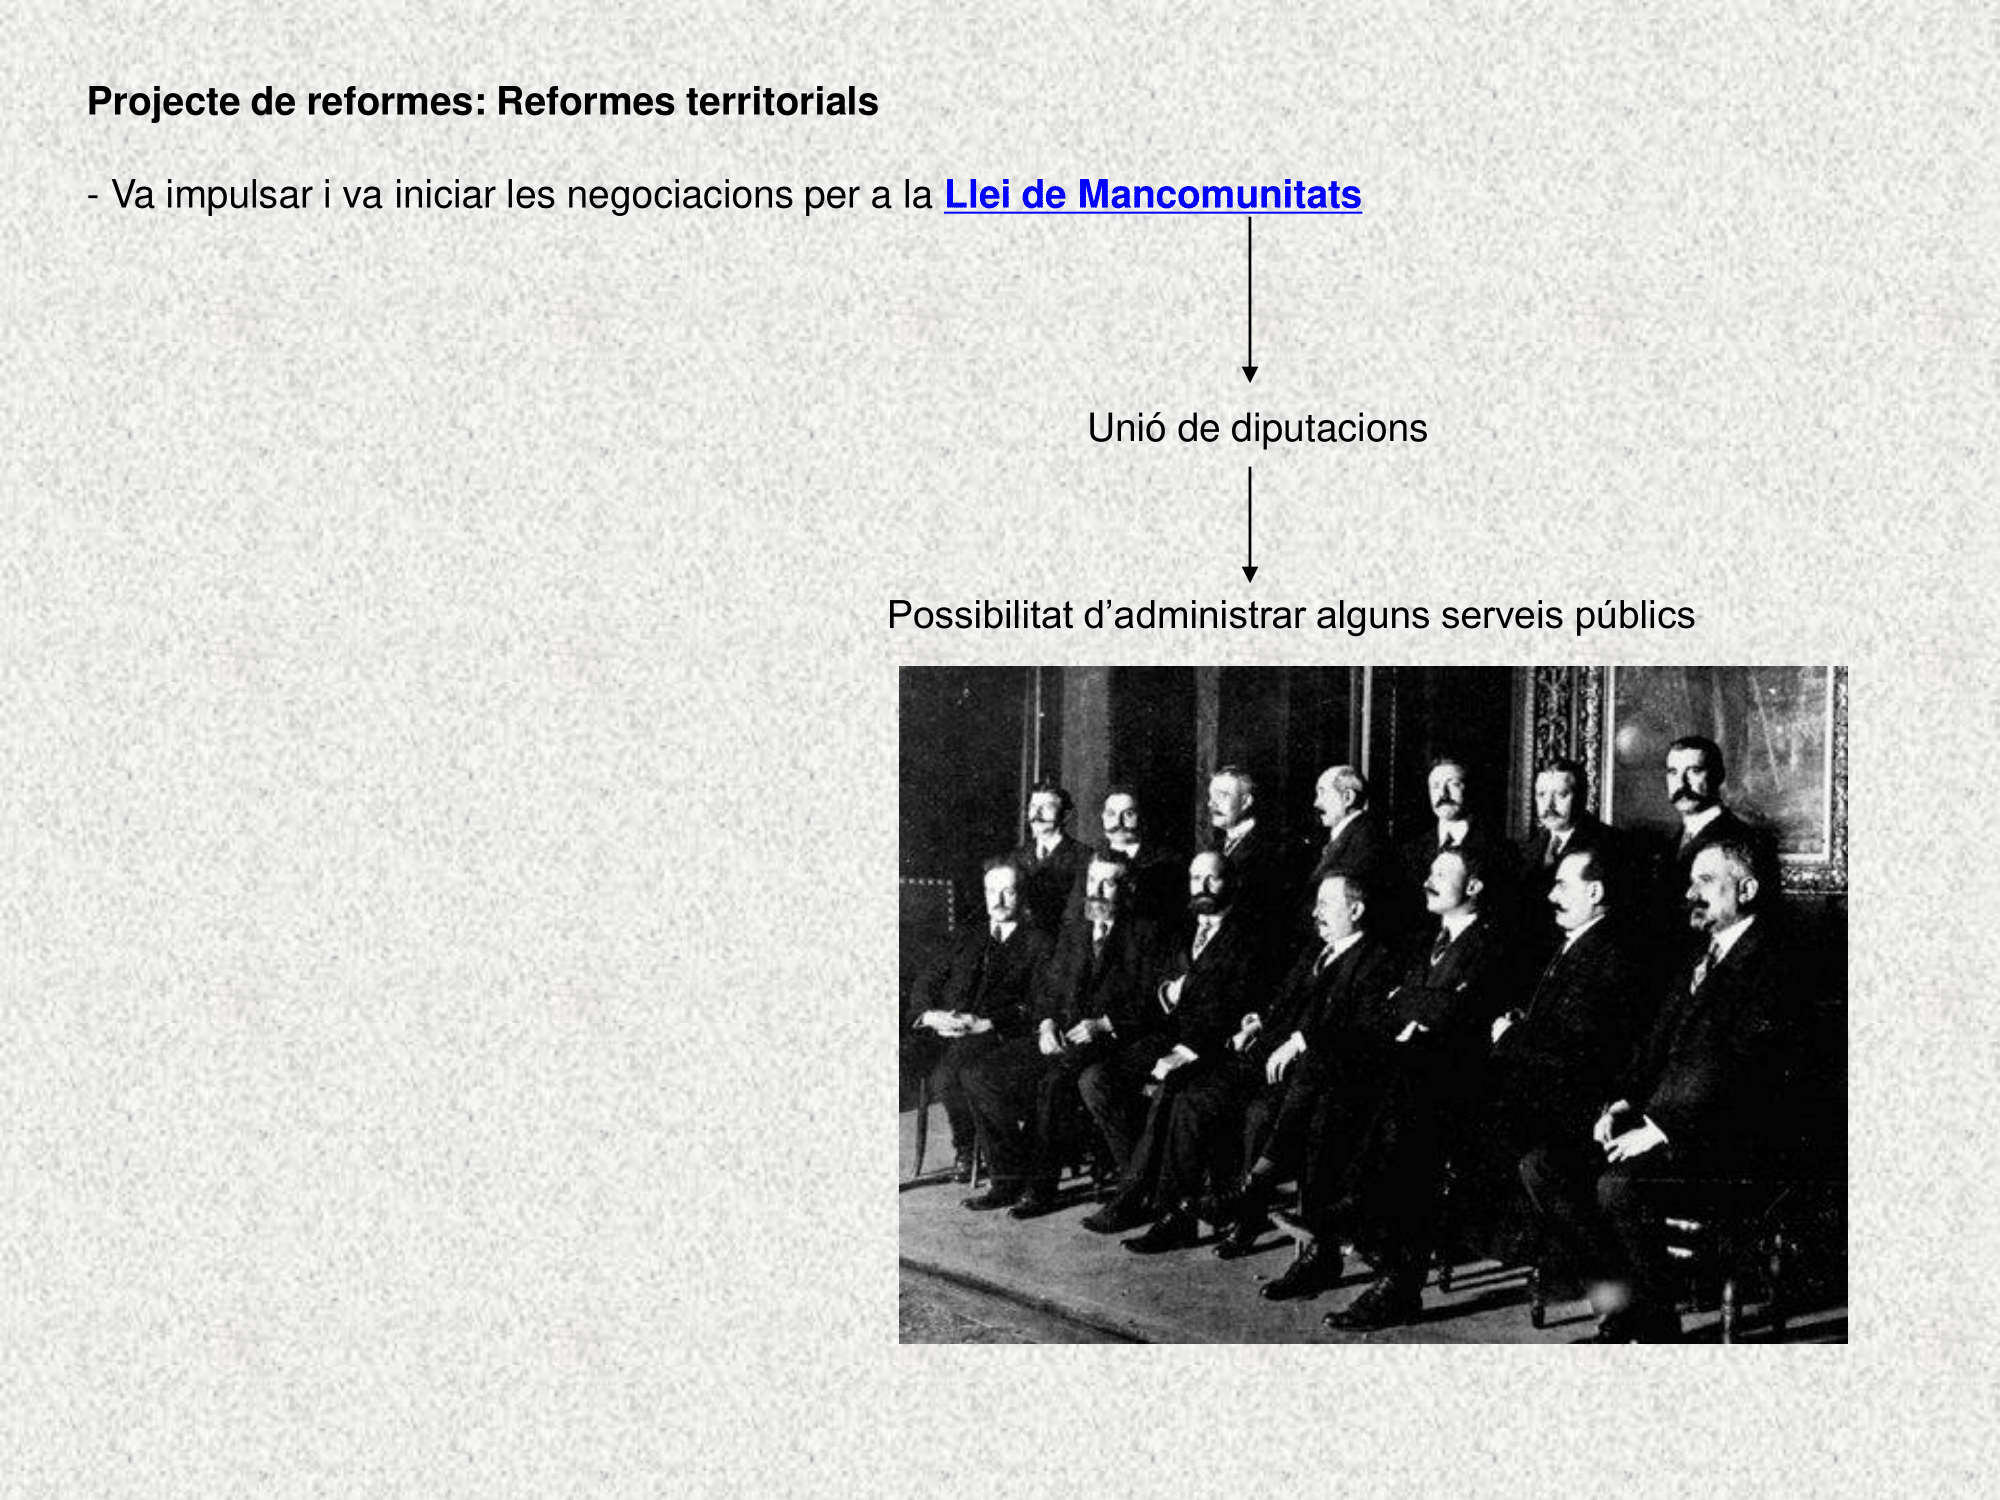 Projecte de reformes: Reformes territorials
- Va impulsar i va iniciar les negociacions per a la Llei de Mancomunitats
Unió de diputacions
Possibilitat d’administrar alguns serveis públics